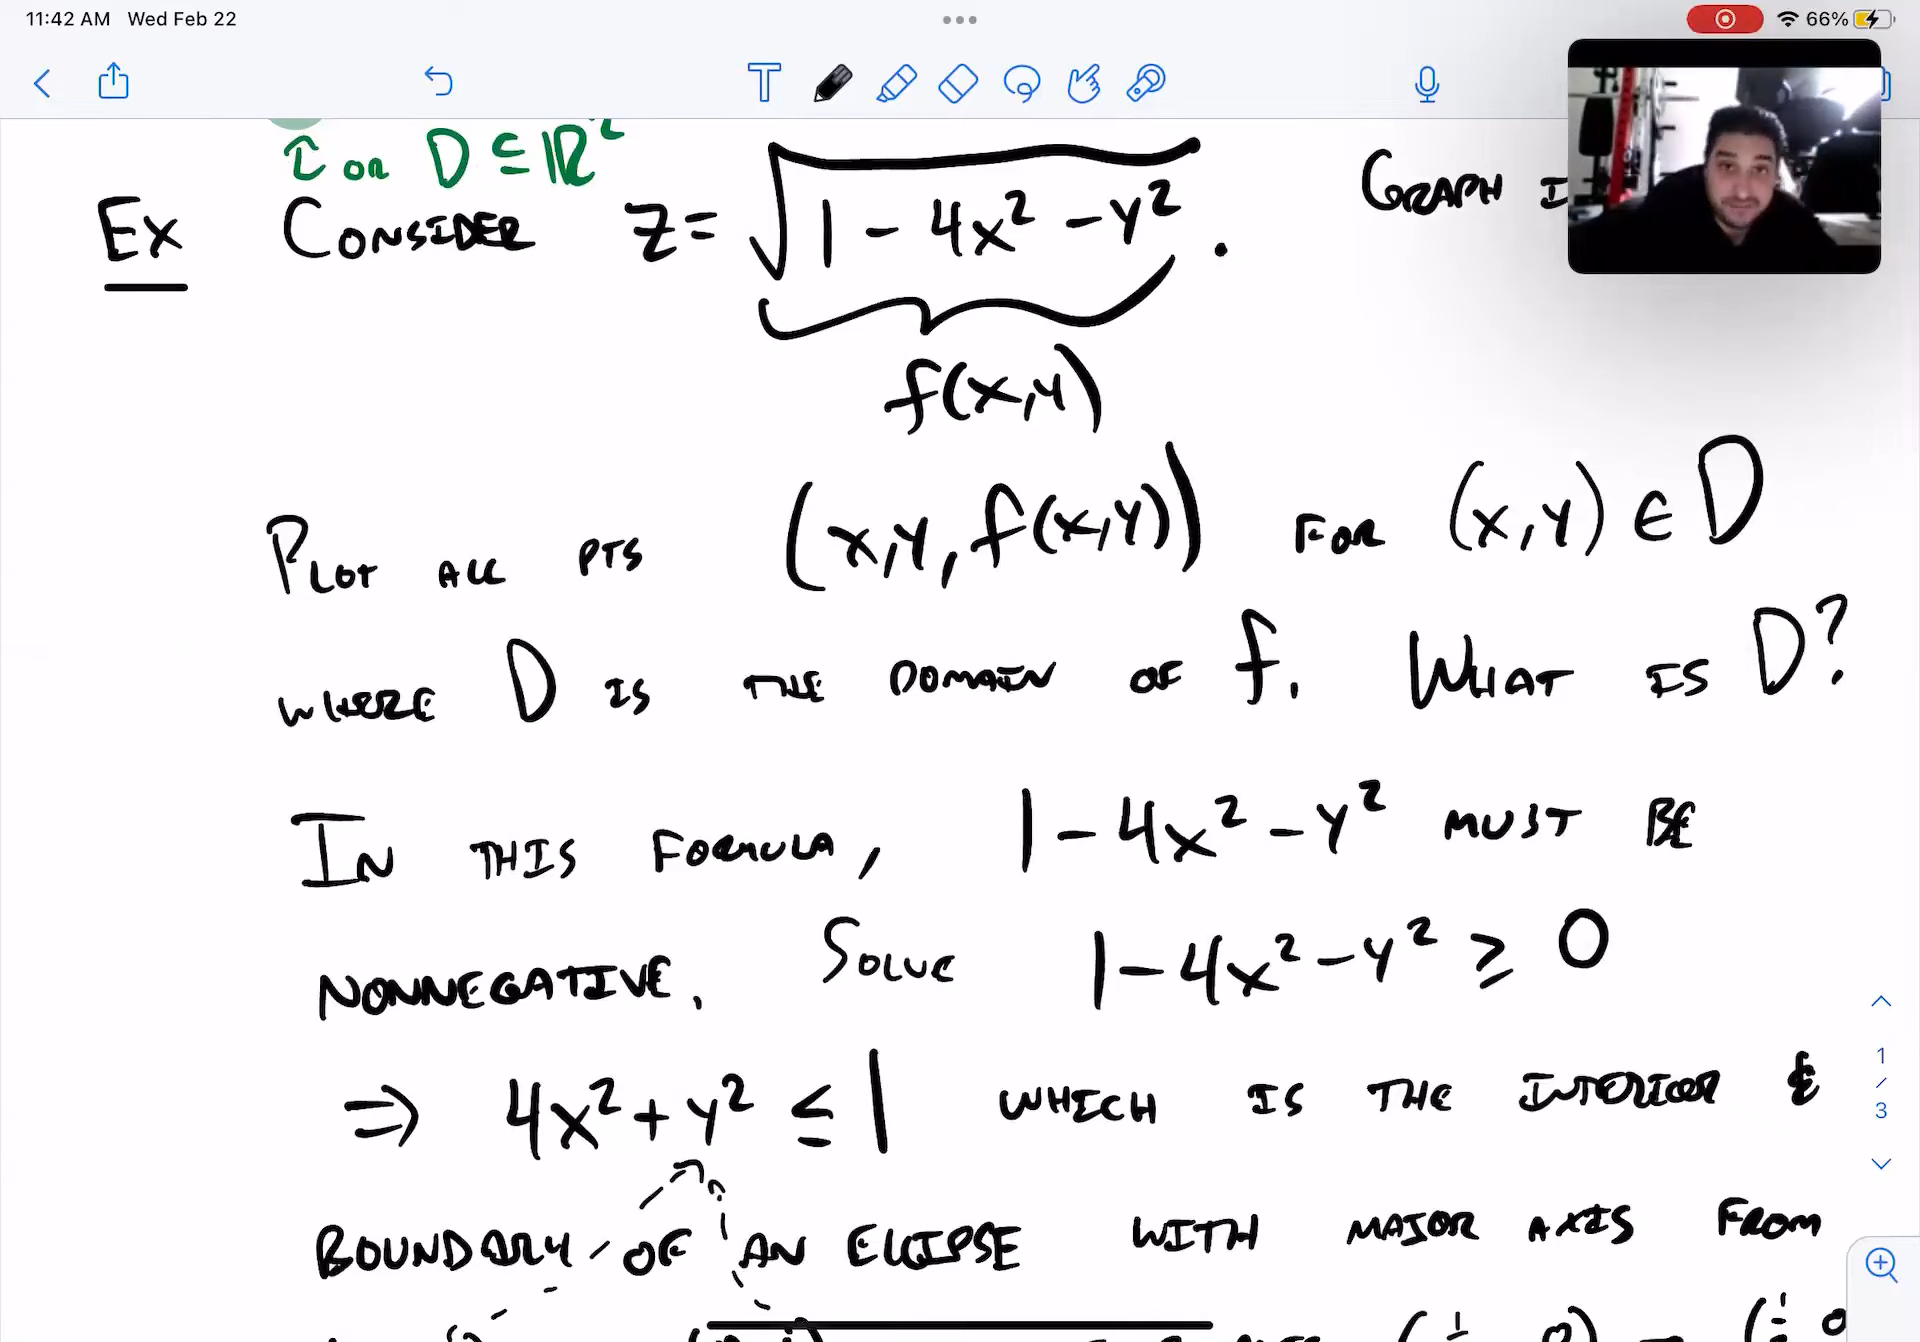 11:42 AM Wed Feb 22
66%
T
I or D ⊆ ℝ²
Ex CONSIDER z = √(1 - 4x² - y²) . GRAPH
f(x,y)
PLOT ALL PTS (x,y, f(x,y)) FOR (x,y) ∈ D
WHERE D IS THE DOMAIN OF f. WHAT IS D?
IN THIS FORMULA, 1 - 4x² - y² MUST BE
NONNEGATIVE. SOLVE 1 - 4x² - y² ≥ 0
⇒ 4x² + y² ≤ 1 WHICH IS THE INTERIOR &
BOUNDARY OF AN ELLIPSE WITH MAJOR AXIS FROM
1
/
3